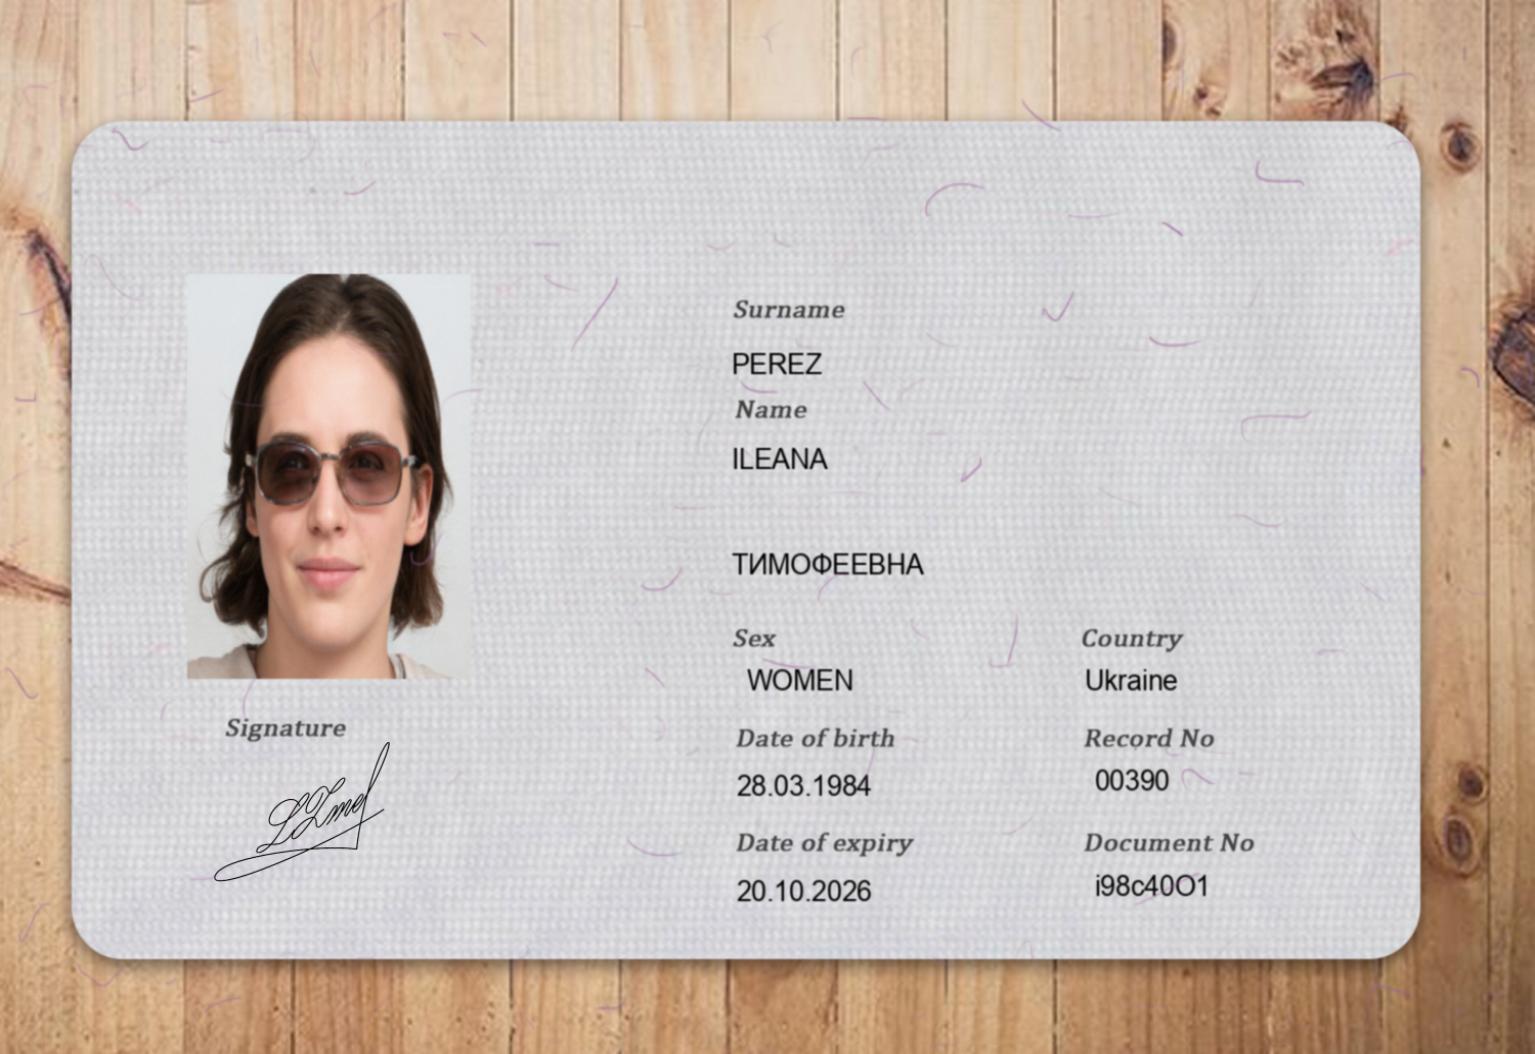 Surname
PEREZ
Name
ILEANA
ТИМОФЕЕВНА
Sex
Country
WOMEN
Ukraine
Signature
Date of birth
Record No
28.03.1984
00390
Date of expiry
Document No
20.10.2026
i98c40O1